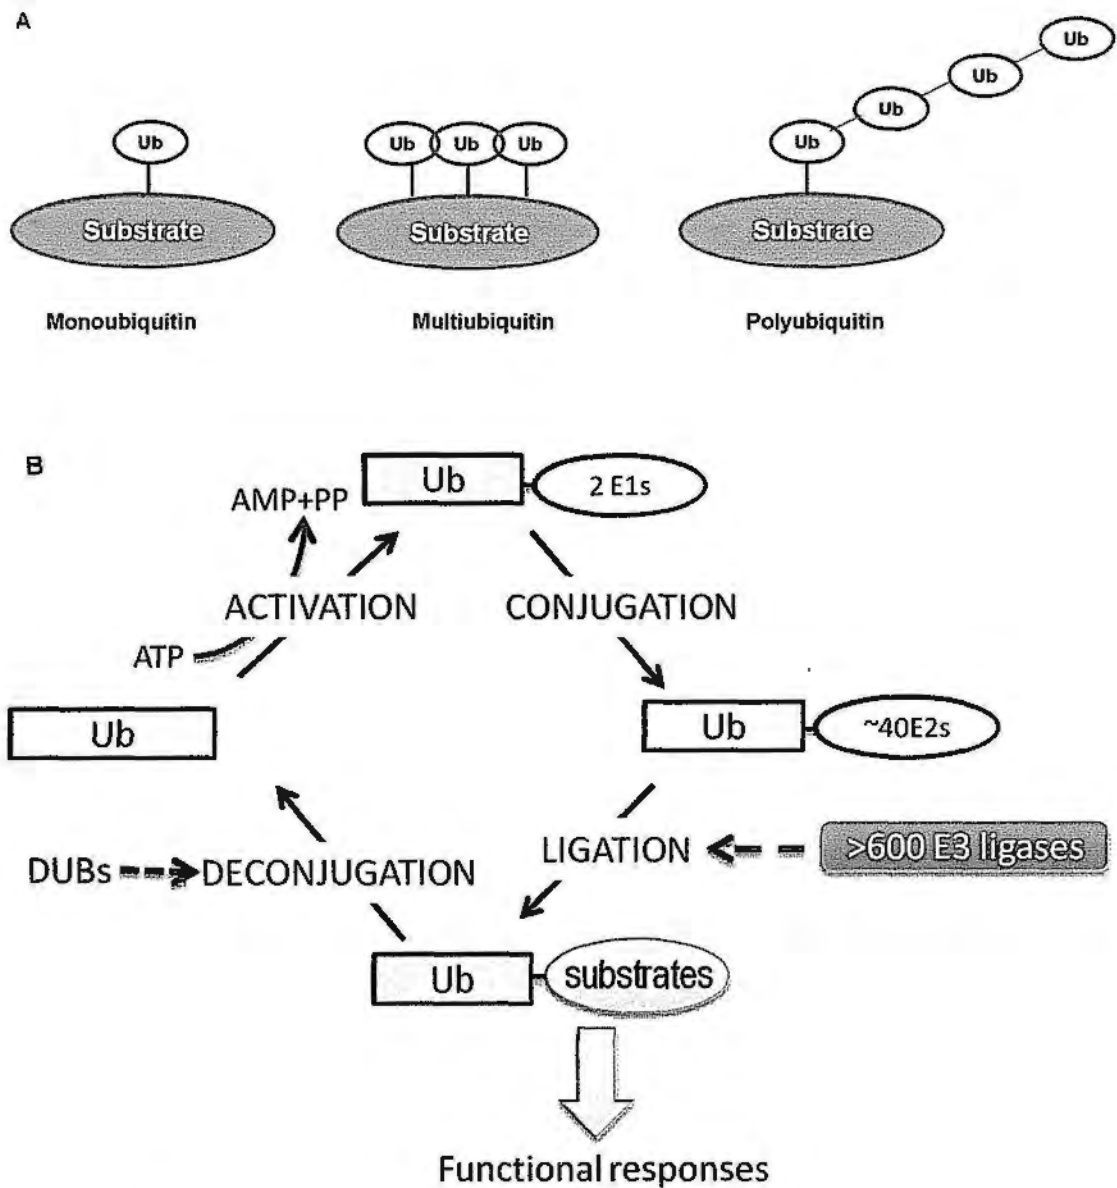 A
Ub
Ub
Ub
Ub
Ub Ub Ub
Ub
Substrate Substrate Substrate
Monoubiquitin Multiubiquitin Polyubiquitin
B
Ub 2 E1s
AMP+PP
ACTIVATION CONJUGATION
ATP
Ub
Ub ~40E2s
LIGATION >600 E3 ligases
DUBs DECONJUGATION
Ub substrates
Functional responses